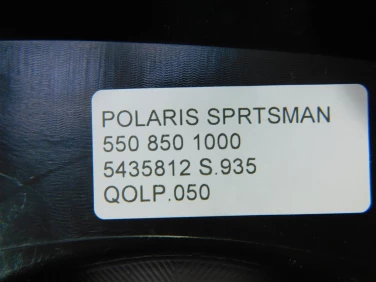 POLARIS SPRTSMAN
550 850 1000
5435812 S.935
QOLP.050